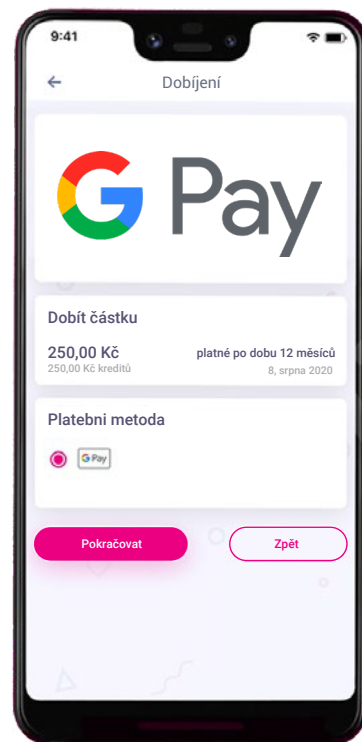 9:41
Dobíjení
G Pay
Dobít částku
250,00 Kč
platné po dobu 12 měsíců
250,00 Kč kreditů
8, srpna 2020
Platebni metoda
G Pay
Pokračovat
Zpět